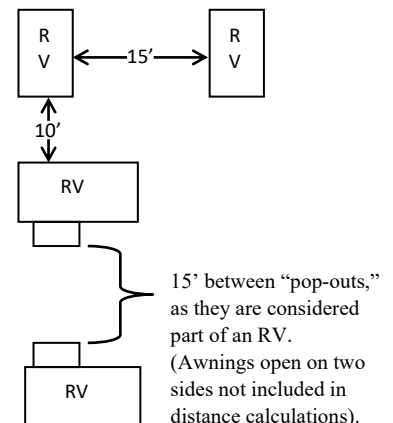 R
V
15’
R
V
10’
RV
15’ between “pop-outs,”
as they are considered
part of an RV.
(Awnings open on two
sides not included in
distance calculations).
RV